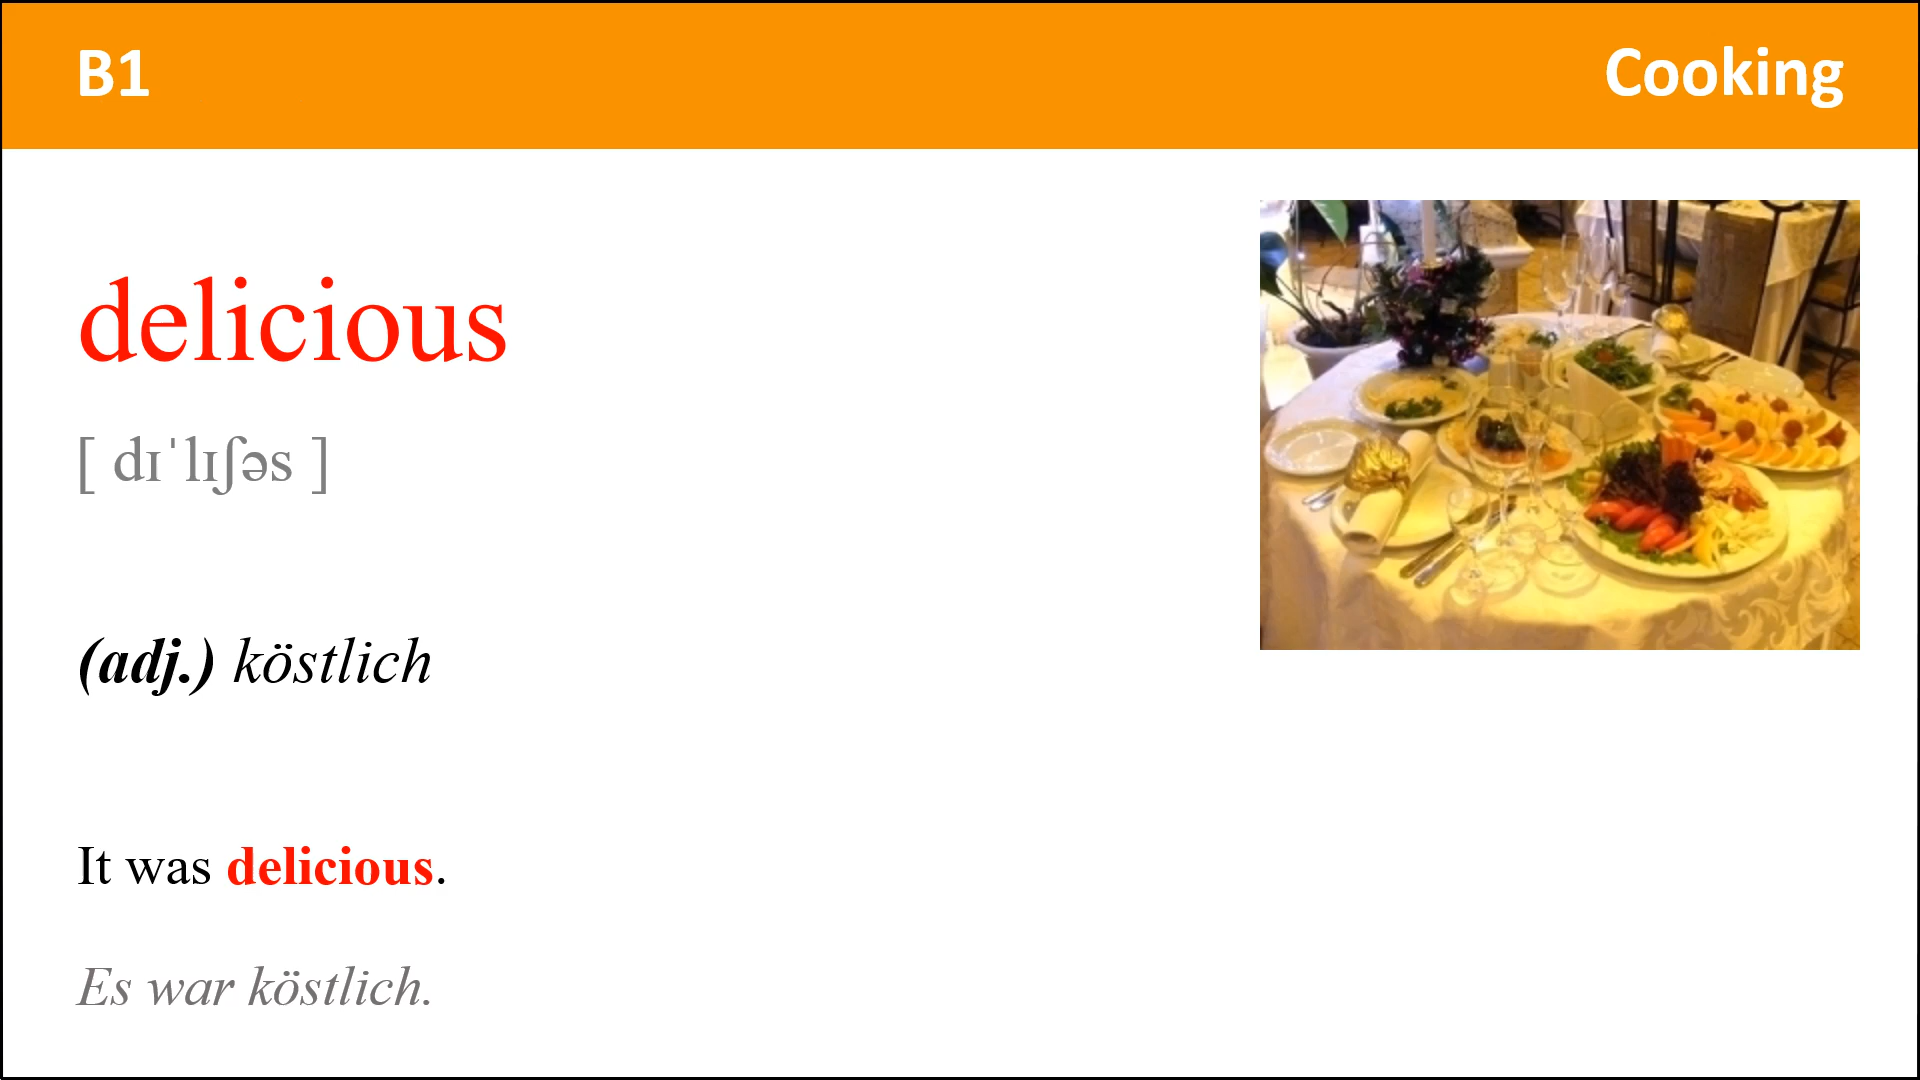 B1
Cooking
delicious
[ dɪˈlɪʃəs ]
(adj.) köstlich
It was delicious.
Es war köstlich.